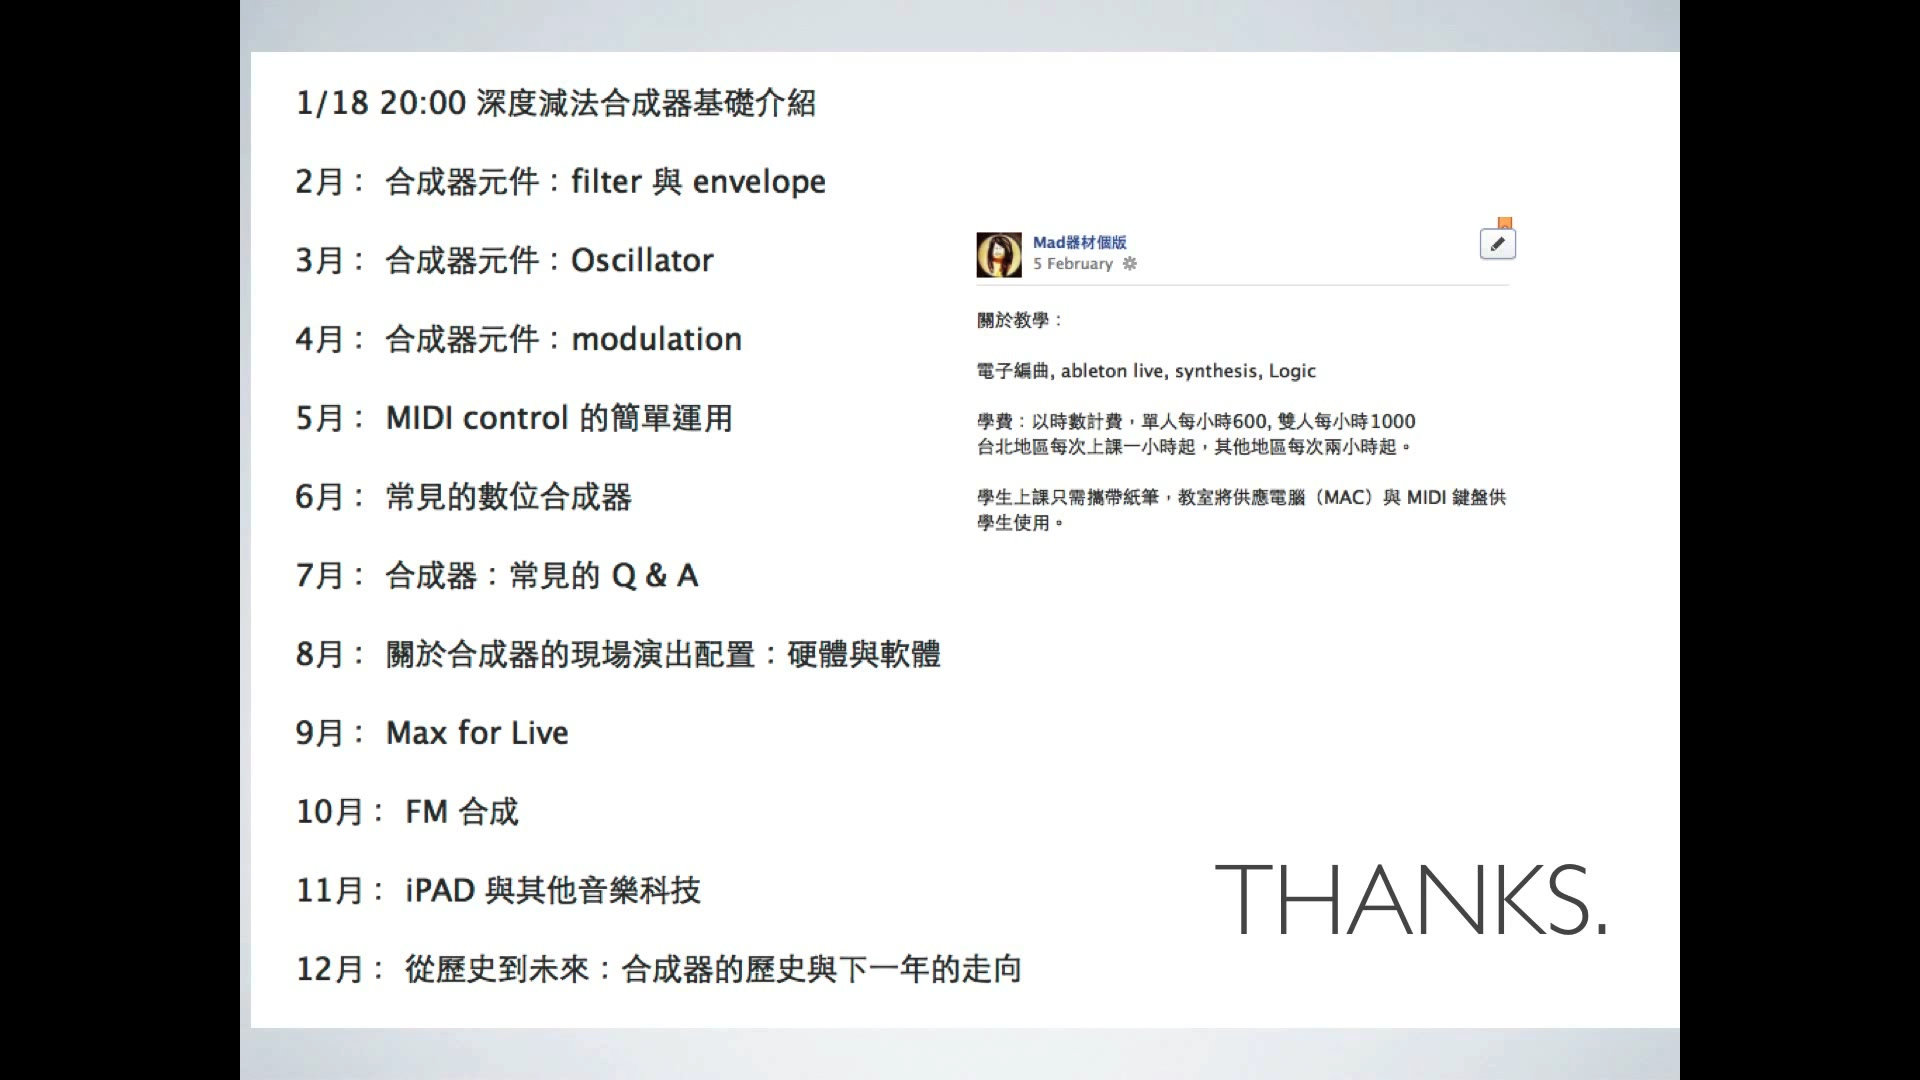 1/18 20:00 深度減法合成器基礎介紹
2月： 合成器元件：filter 與 envelope
3月： 合成器元件：Oscillator
4月： 合成器元件：modulation
5月： MIDI control 的簡單運用
6月： 常見的數位合成器
7月： 合成器：常見的 Q & A
8月： 關於合成器的現場演出配置：硬體與軟體
9月： Max for Live
10月： FM 合成
11月： iPAD 與其他音樂科技
12月： 從歷史到未來：合成器的歷史與下一年的走向
Mad器材個版
5 February
關於教學：
電子編曲, ableton live, synthesis, Logic
學費：以時數計費，單人每小時600, 雙人每小時1000
台北地區每次上課一小時起，其他地區每次兩小時起。
學生上課只需攜帶紙筆，教室將供應電腦（MAC）與 MIDI 鍵盤供
學生使用。
THANKS.